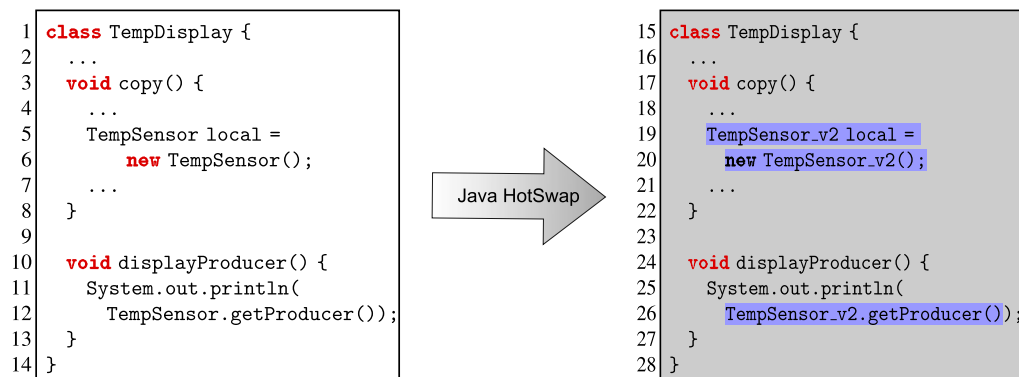 1 class TempDisplay {
2 ...
3 void copy() {
4 ...
5 TempSensor local =
6 new TempSensor();
7 ...
8 }
9
10 void displayProducer() {
11 System.out.println(
12 TempSensor.getProducer());
13 }
14 }
Java HotSwap
15 class TempDisplay {
16 ...
17 void copy() {
18 ...
19 TempSensor_v2 local =
20 new TempSensor_v2();
21 ...
22 }
23
24 void displayProducer() {
25 System.out.println(
26 TempSensor_v2.getProducer());
27 }
28 }